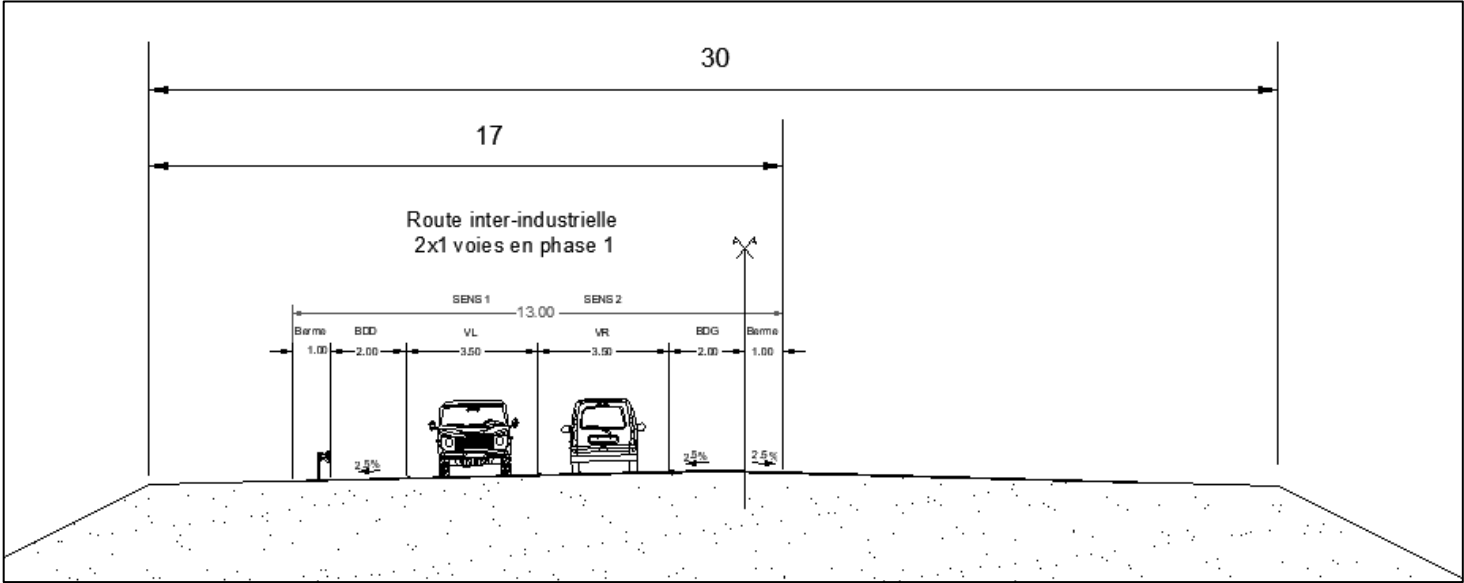 30
17
Route inter-industrielle
2x1 voies en phase 1
SENS 1 SENS 2
13.00
Berme BDD VL VR BDG Berme
1.00 2.00 3.50 3.50 2.00 1.00
2.5% 2.5% 2.5%